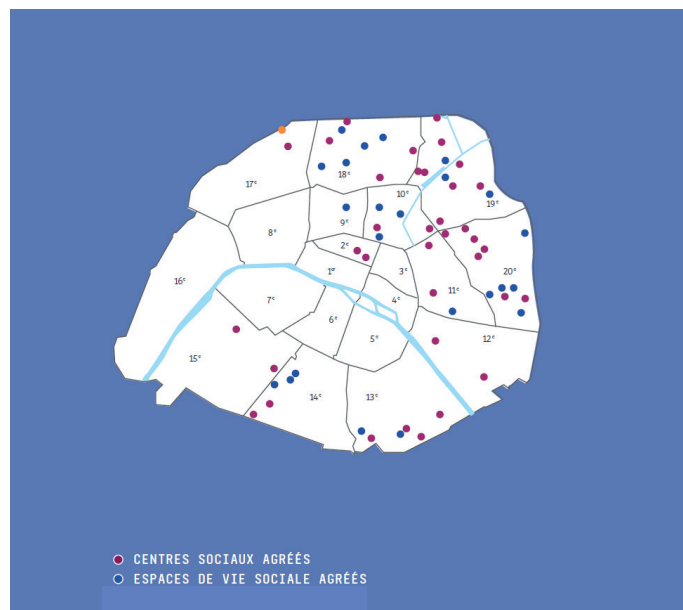 18ᵉ
17ᵉ
10ᵉ
19ᵉ
9ᵉ
8ᵉ
2ᵉ
1ᵉʳ
3ᵉ
20ᵉ
16ᵉ
11ᵉ
7ᵉ
4ᵉ
6ᵉ
5ᵉ
12ᵉ
15ᵉ
14ᵉ
13ᵉ
CENTRES SOCIAUX AGRÉÉS
ESPACES DE VIE SOCIALE AGRÉÉS